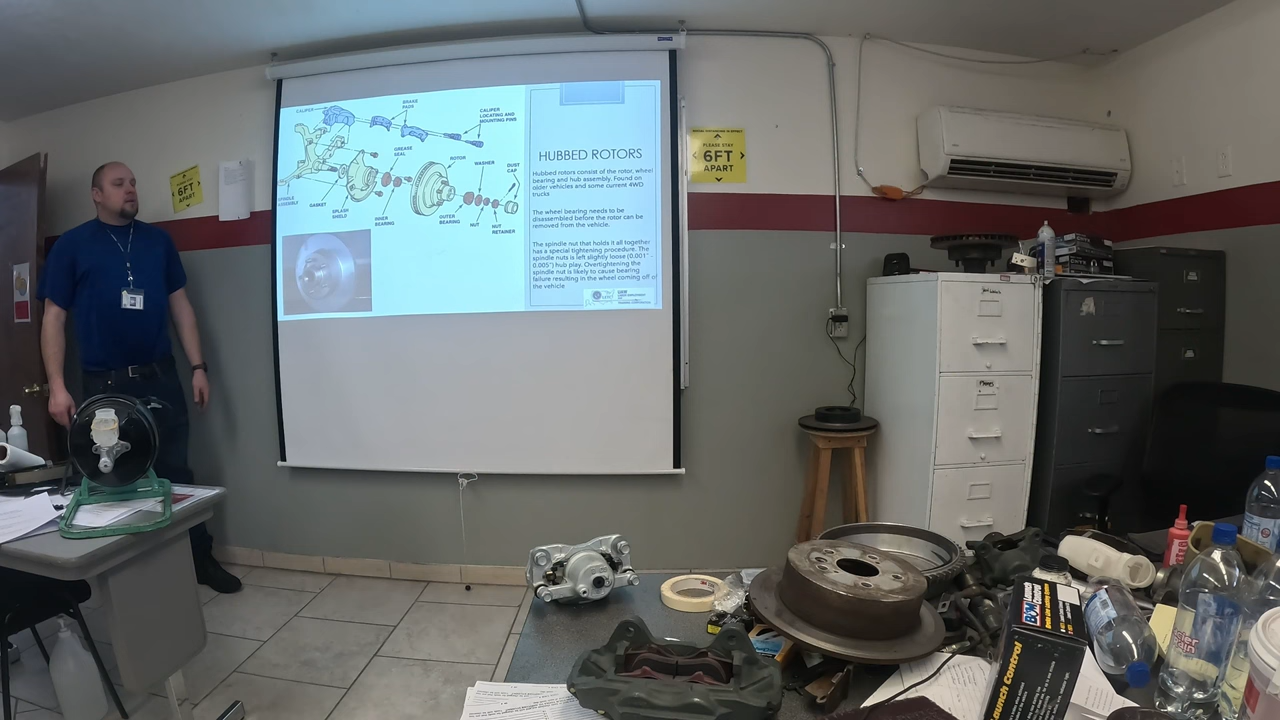 CALIPER
BRAKE
PADS
CALIPER
LOCATING AND
MOUNTING PINS
GREASE
SEAL
ROTOR
WASHER
DUST
CAP
GASKET
SPLASH
SHIELD
INNER
BEARING
OUTER
BEARING
NUT
NUT
RETAINER
HUBBED ROTORS
Hubbed rotors consist of the rotor, wheel
bearing and hub assembly. Found on
older vehicles and some current 4WD
trucks
The wheel bearing needs to be
disassembled before the rotor can be
removed from the vehicle.
The spindle nut that holds it all together
has a special tightening procedure. The
spindle nuts is left slightly loose (0.001" -
0.005") hub play. Overtightening the
spindle nut is likely to cause bearing
failure resulting in the wheel coming off of
the vehicle
6FT
APART
PLEASE STAY
6FT
APART
B&M
Launch Control